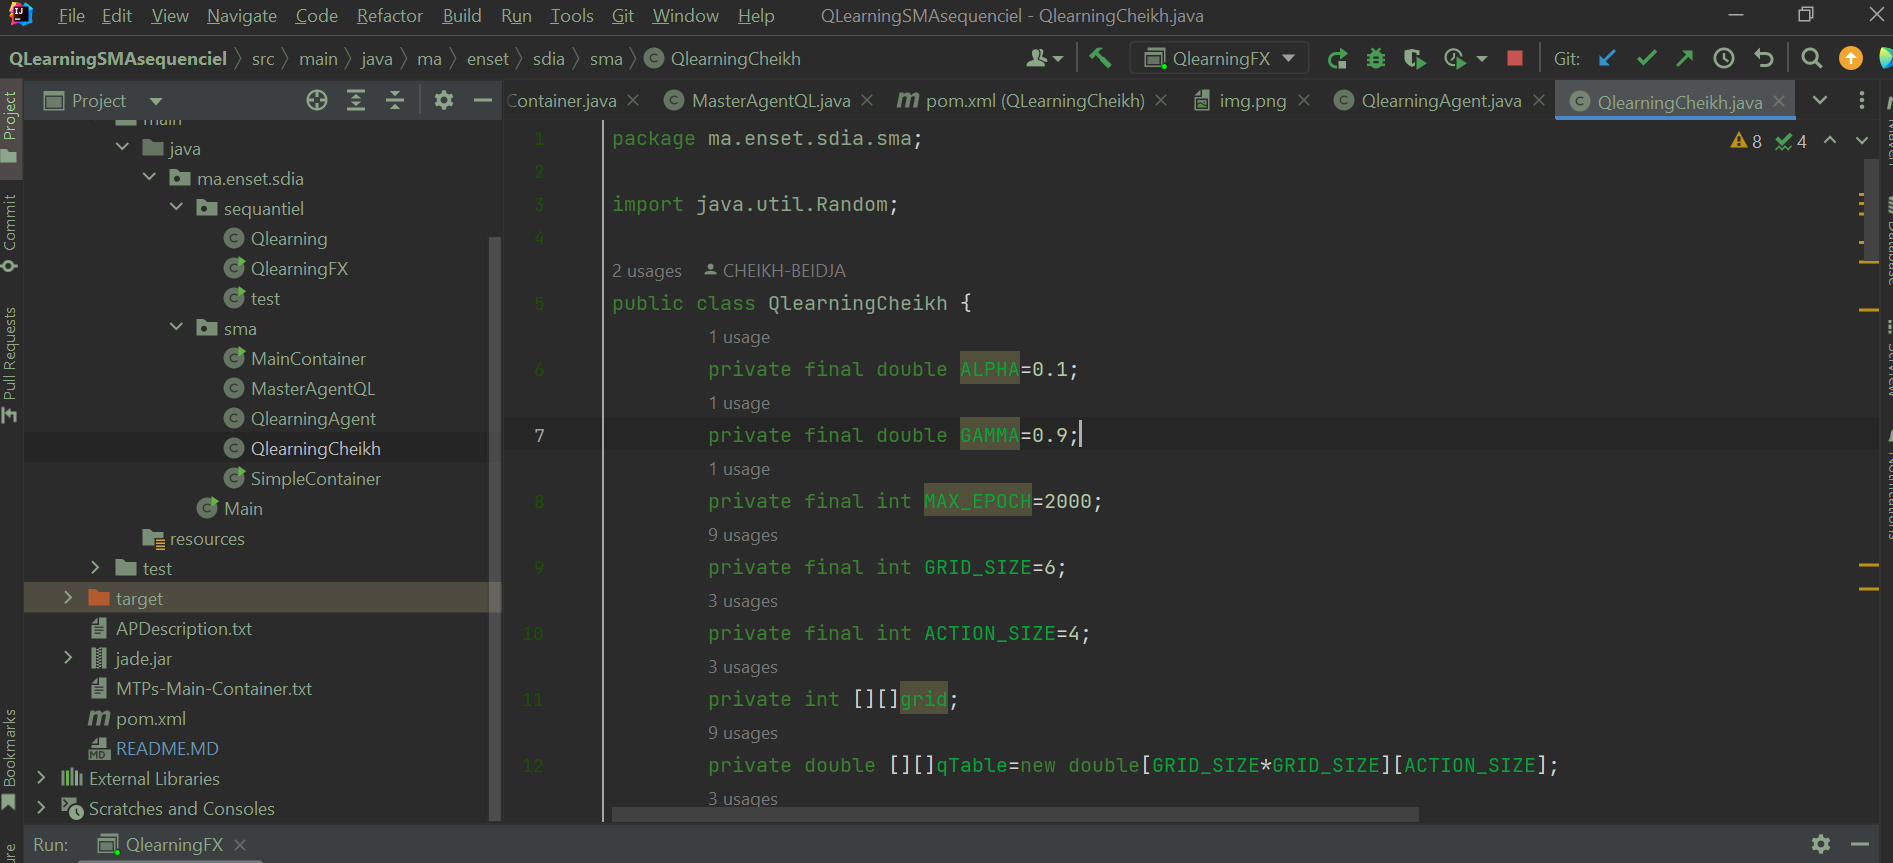 File Edit View Navigate Code Refactor Build Run Tools Git Window Help QLearningSMAsequenciel - QlearningCheikh.java
QLearningSMAsequenciel src main java ma enset sdia sma QlearningCheikh QlearningFX Git:
Project Container.java MasterAgentQL.java pom.xml (QLearningCheikh) img.png QlearningAgent.java QlearningCheikh.java
Project
Commit
Pull Requests
Bookmarks
main
java
ma.enset.sdia
sequantiel
Qlearning
QlearningFX
test
sma
MainContainer
MasterAgentQL
QlearningAgent
QlearningCheikh
SimpleContainer
Main
resources
test
target
APDescription.txt
jade.jar
MTPs-Main-Container.txt
pom.xml
README.MD
External Libraries
Scratches and Consoles
8 4
1 package ma.enset.sdia.sma;
2
3 import java.util.Random;
4
2 usages CHEIKH-BEIDJA
5 public class QlearningCheikh {
1 usage
6 private final double ALPHA=0.1;
1 usage
7 private final double GAMMA=0.9;
1 usage
8 private final int MAX_EPOCH=2000;
9 usages
9 private final int GRID_SIZE=6;
3 usages
10 private final int ACTION_SIZE=4;
3 usages
11 private int [][]grid;
9 usages
12 private double [][]qTable=new double[GRID_SIZE*GRID_SIZE][ACTION_SIZE];
3 usages
Run: QlearningFX